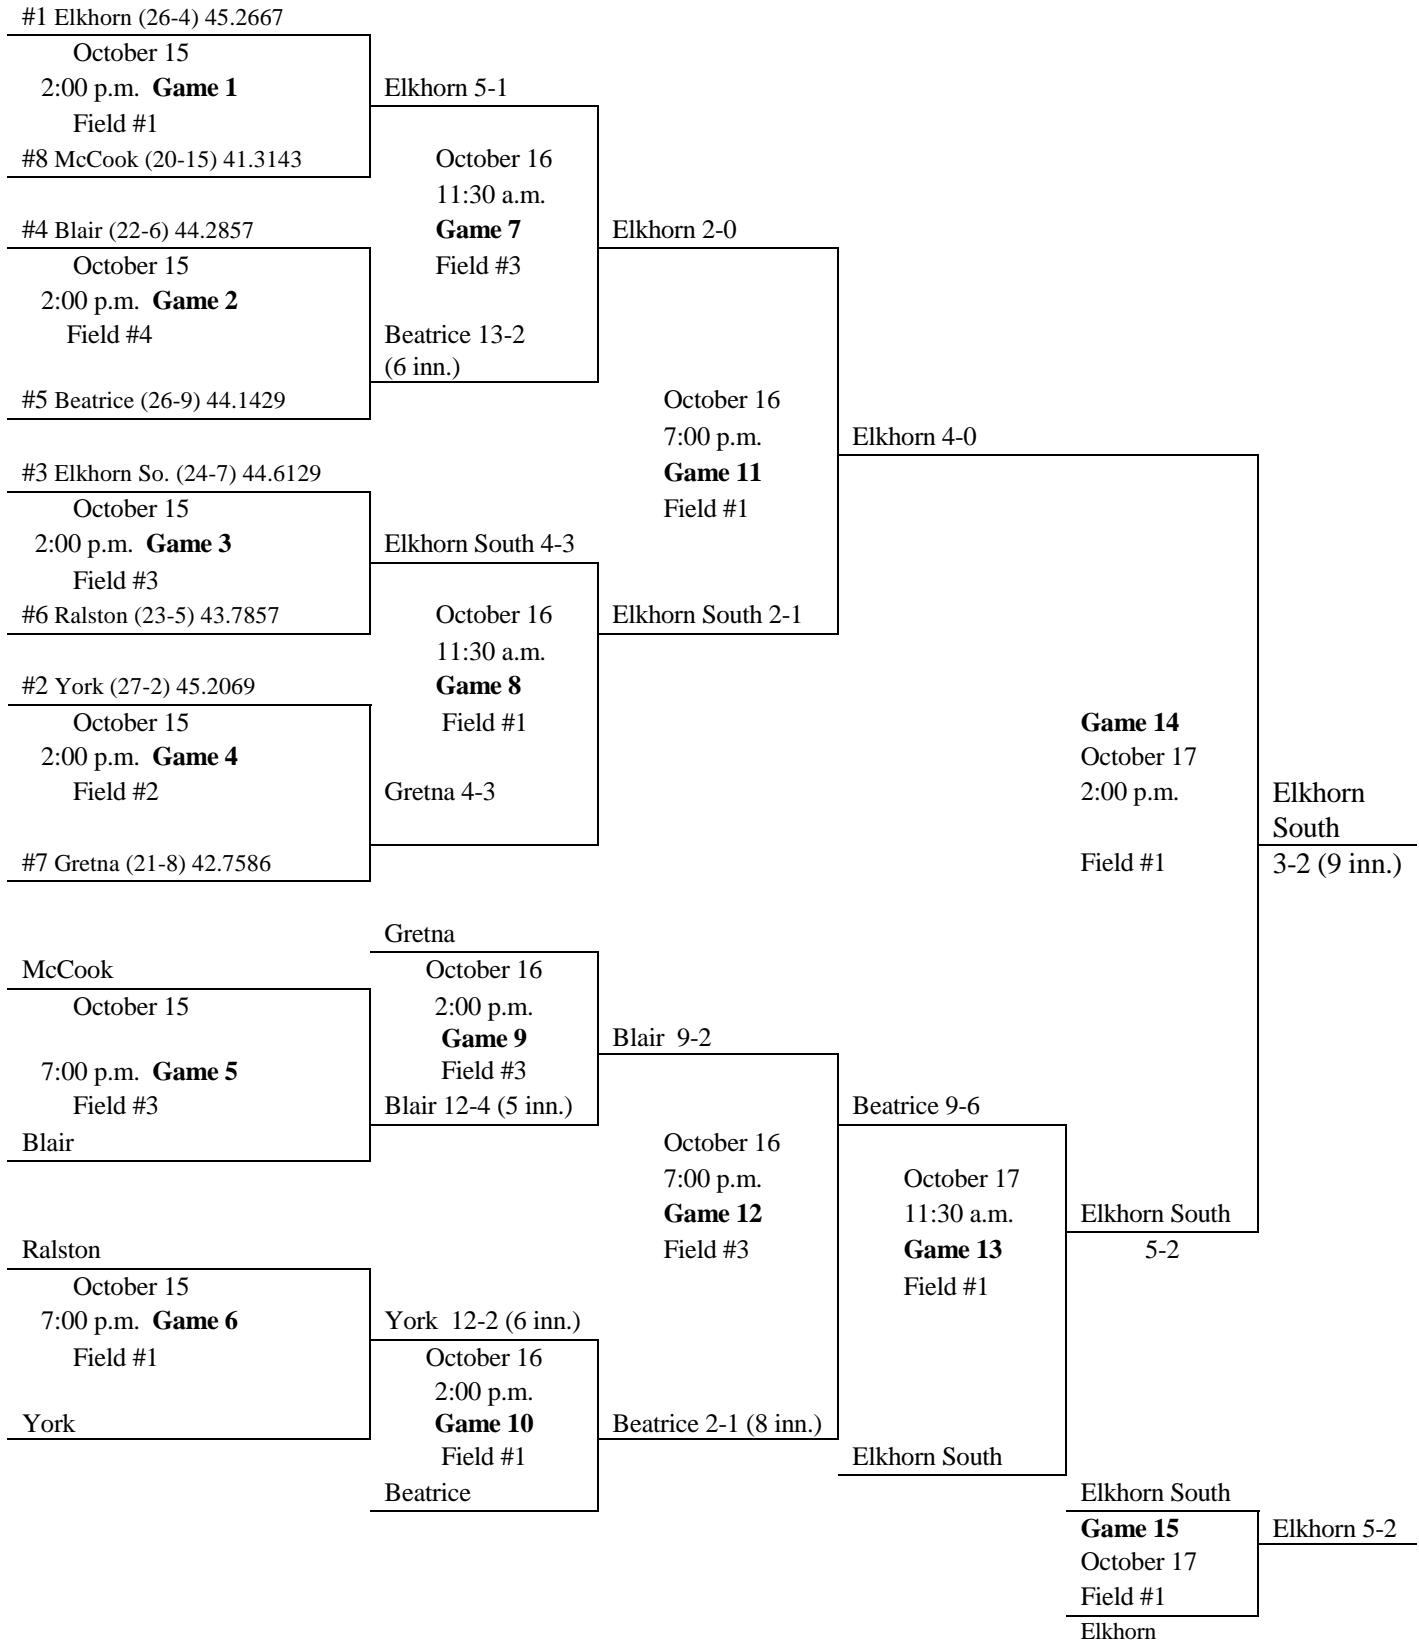 #1 Elkhorn (26-4) 45.2667
October 15
2:00 p.m. Game 1
Field #1
#8 McCook (20-15) 41.3143
#4 Blair (22-6) 44.2857
October 15
2:00 p.m. Game 2
Field #4
#5 Beatrice (26-9) 44.1429
#3 Elkhorn So. (24-7) 44.6129
October 15
2:00 p.m. Game 3
Field #3
#6 Ralston (23-5) 43.7857
#2 York (27-2) 45.2069
October 15
2:00 p.m. Game 4
Field #2
#7 Gretna (21-8) 42.7586
McCook
October 15
7:00 p.m. Game 5
Field #3
Blair
Ralston
October 15
7:00 p.m. Game 6
Field #1
York
Elkhorn 5-1
October 16
11:30 a.m.
Game 7
Field #3
Beatrice 13-2
(6 inn.)
Elkhorn South 4-3
October 16
11:30 a.m.
Game 8
Field #1
Gretna 4-3
Gretna
October 16
2:00 p.m.
Game 9
Field #3
Blair 12-4 (5 inn.)
York 12-2 (6 inn.)
October 16
2:00 p.m.
Game 10
Field #1
Beatrice
Elkhorn 2-0
October 16
7:00 p.m.
Game 11
Field #1
Elkhorn South 2-1
Blair 9-2
October 16
7:00 p.m.
Game 12
Field #3
Beatrice 2-1 (8 inn.)
Elkhorn 4-0
Beatrice 9-6
October 17
11:30 a.m.
Game 13
Field #1
Elkhorn South
Game 14
October 17
2:00 p.m.
Field #1
Elkhorn South
5-2
Elkhorn
South
3-2 (9 inn.)
Elkhorn South
Game 15
October 17
Field #1
Elkhorn
Elkhorn 5-2